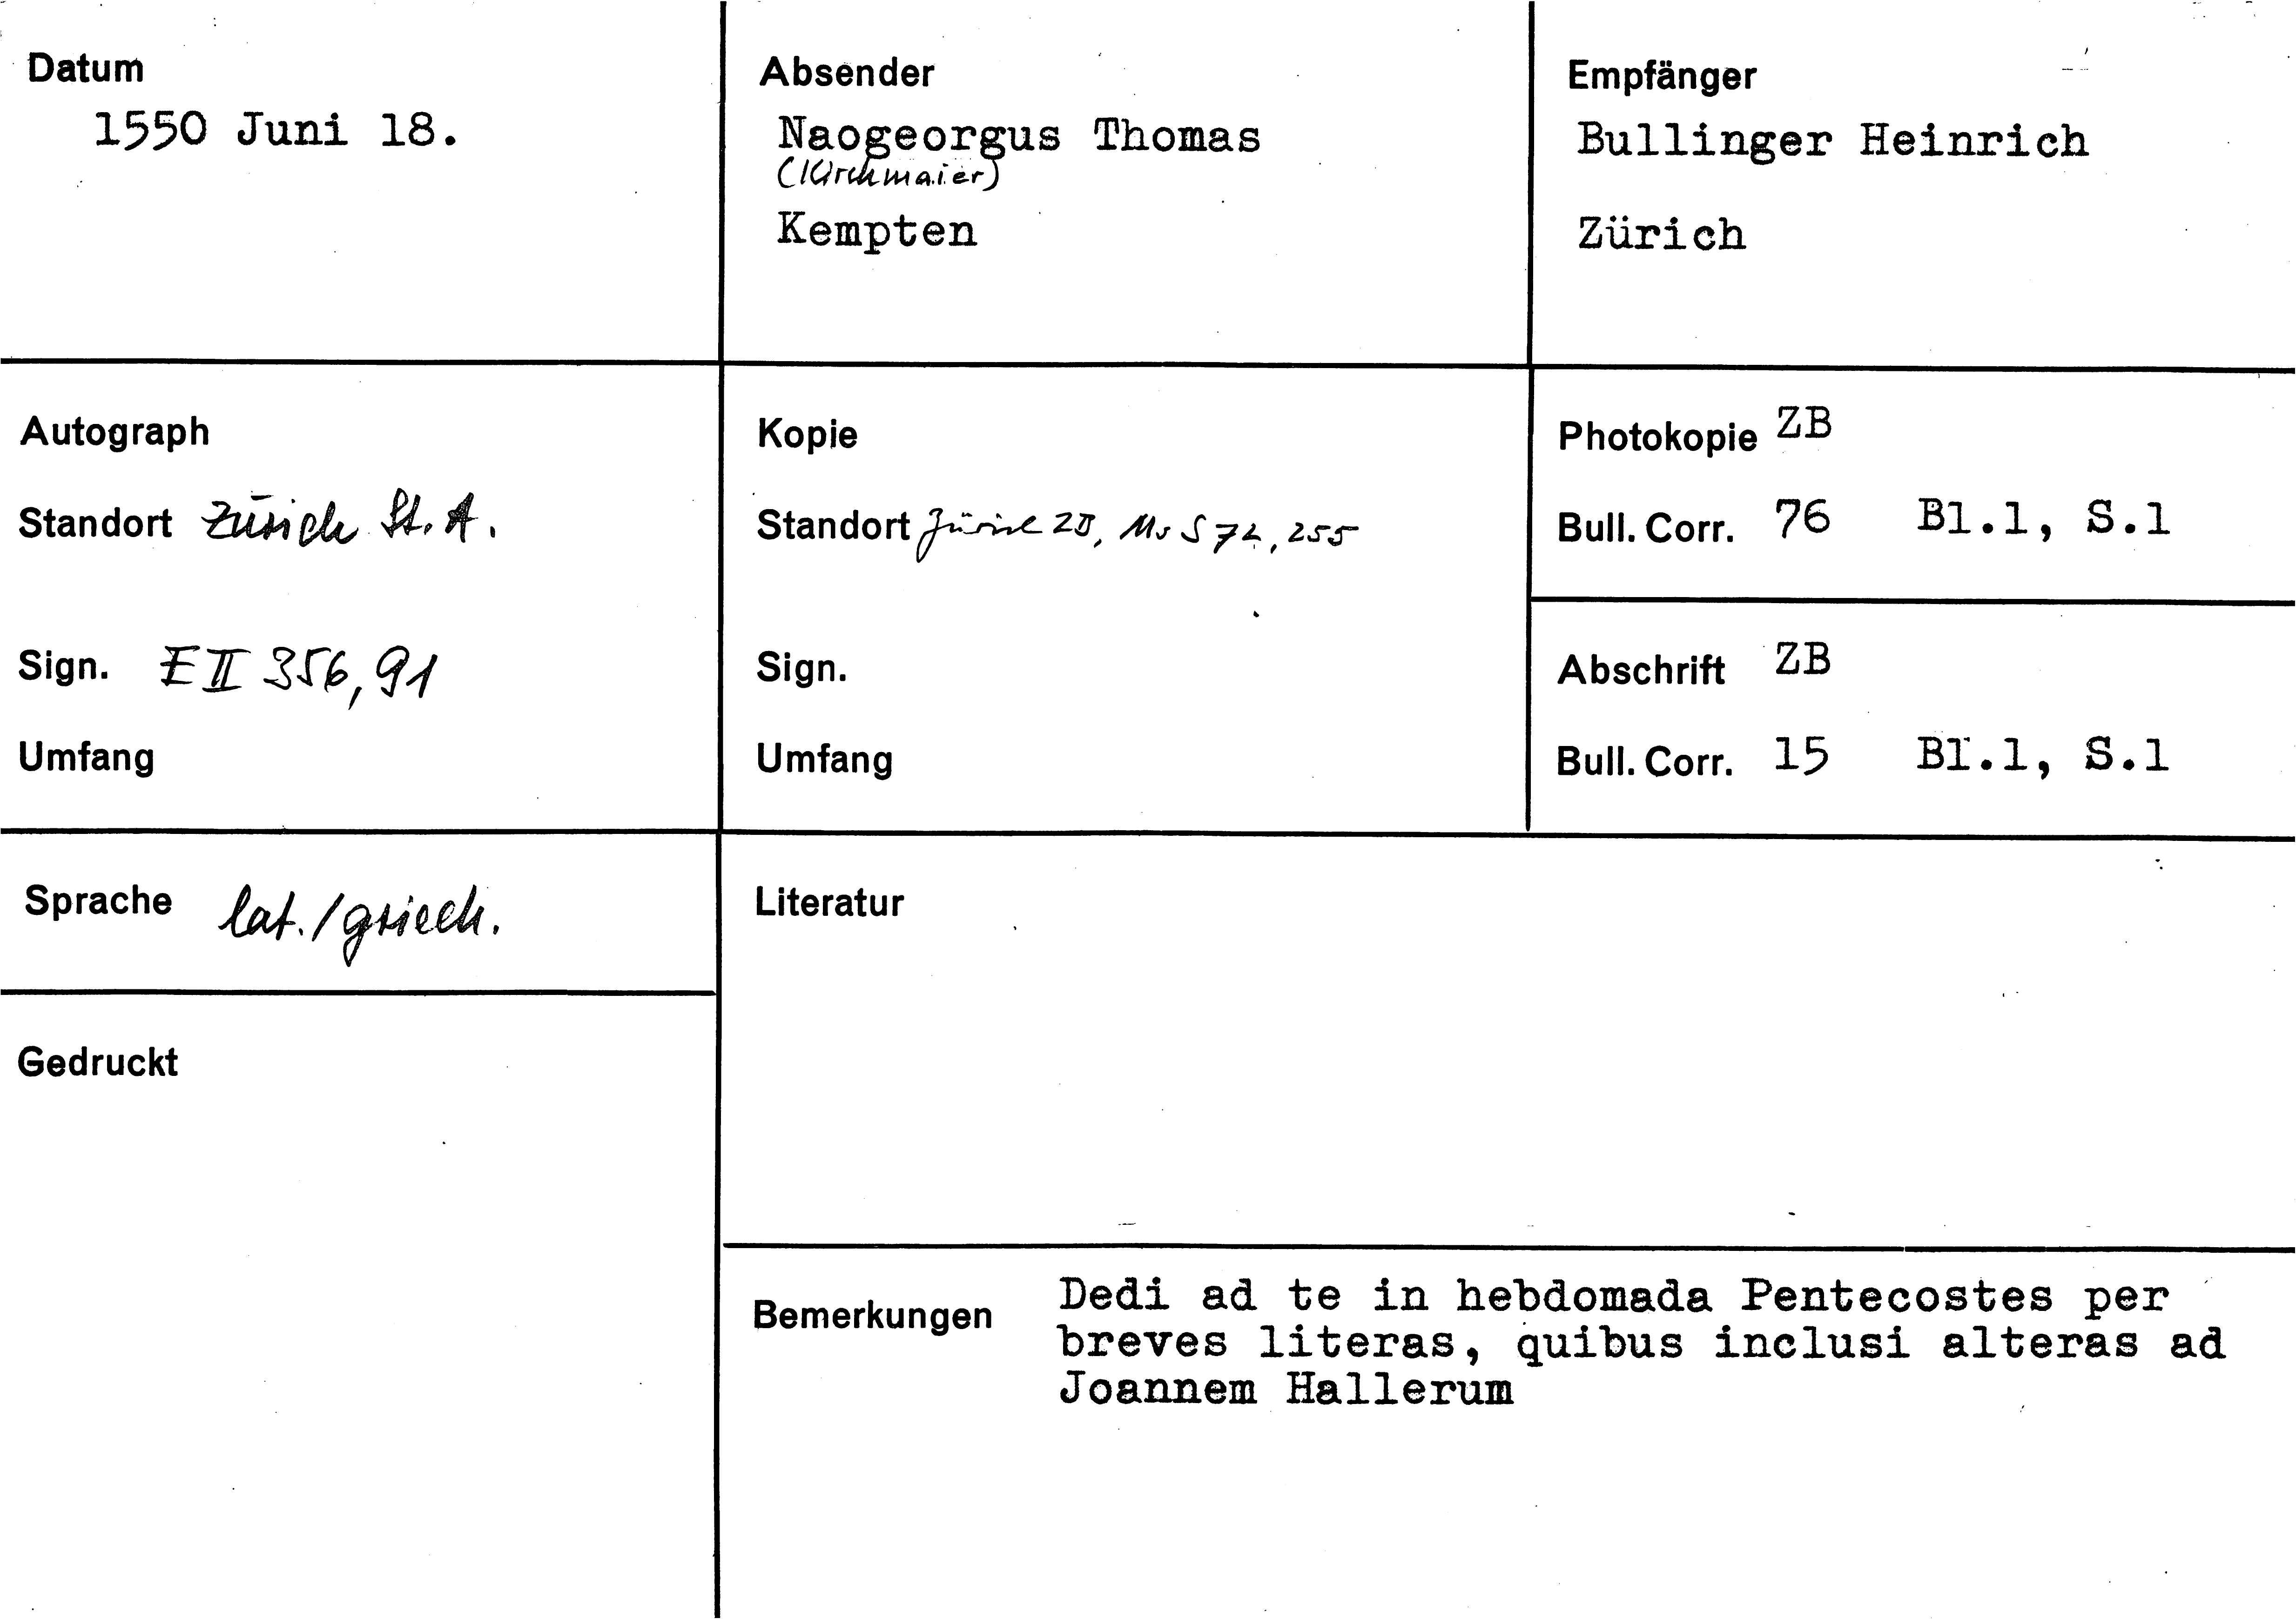 Datum
1550 Juni 18.
Absender
Naogeorgus Thomas
(Kirchmaier)
Kempten
Empfänger
Bullinger Heinrich
Zürich
Autograph
Standort Zürich St. A.
Sign. E II 356, 91
Umfang
Kopie
Standort Zürich ZB, Ms S 72, 255
Sign.
Umfang
Photokopie ZB
Bull. Corr. 76 Bl.1, S.1
Abschrift ZB
Bull. Corr. 15 Bl.1, S.1
Sprache lat. / griech.
Gedruckt
Literatur
Bemerkungen Dedi ad te in hebdomada Pentecostes per
breves literas, quibus inclusi alteras ad
Joannem Hallerum